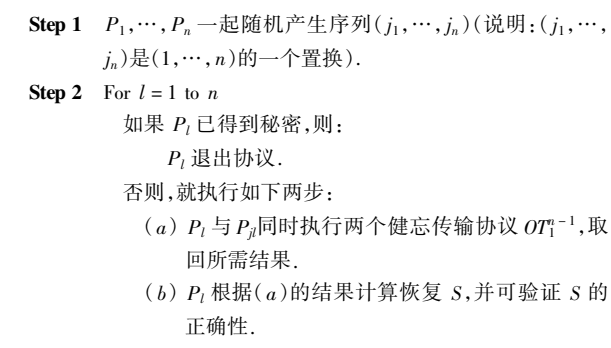 Step 1 P₁,⋯,Pₙ 一起随机产生序列(j₁,⋯,jₙ)(说明:(j₁,⋯,
jₙ)是(1,⋯,n)的一个置换).
Step 2 For l = 1 to n
如果 Pₗ 已得到秘密,则:
Pₗ 退出协议.
否则,就执行如下两步:
(a) Pₗ 与 P_{jl}同时执行两个健忘传输协议 OT₁ⁿ⁻¹,取
回所需结果.
(b) Pₗ 根据(a)的结果计算恢复 S,并可验证 S 的
正确性.